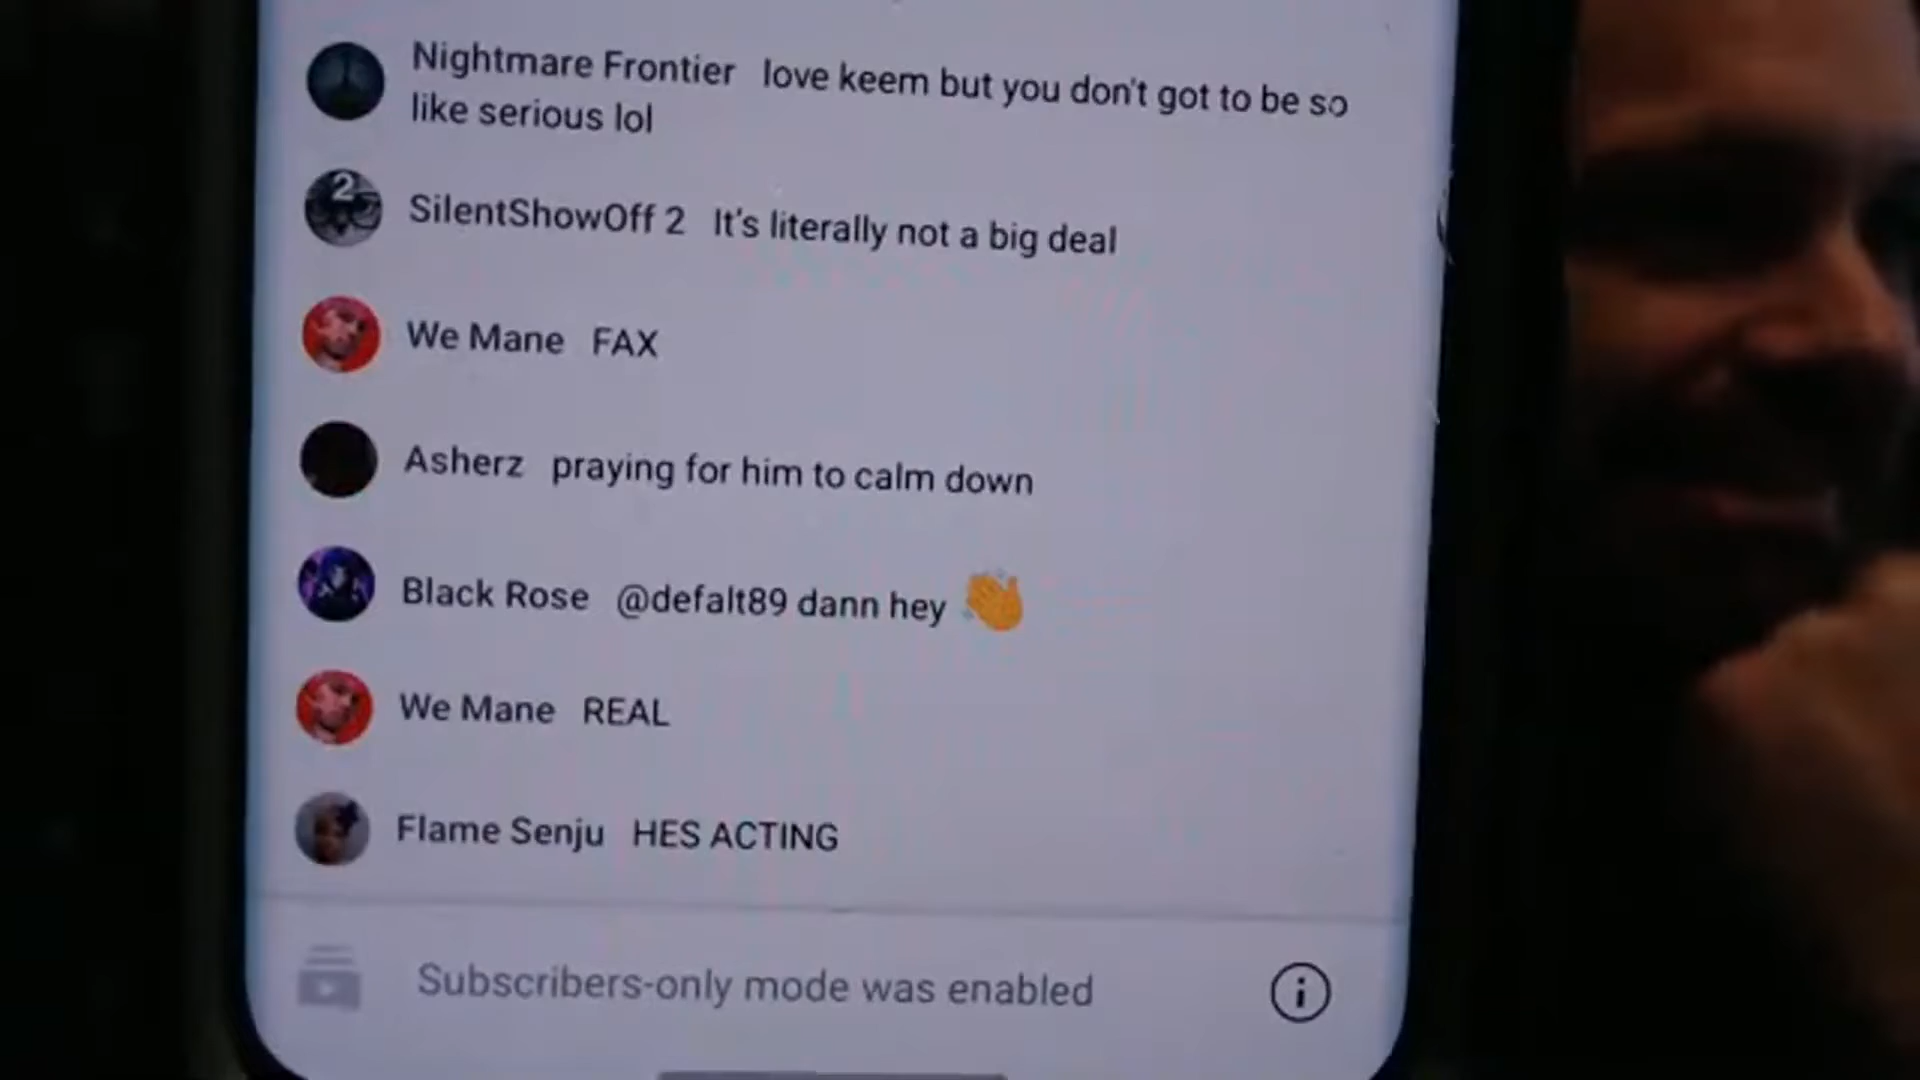 Nightmare Frontier love keem but you don't got to be so
like serious lol
2
SilentShowOff 2 It's literally not a big deal
We Mane FAX
Asherz praying for him to calm down
Black Rose @defalt89 dann hey 👏
We Mane REAL
Flame Senju HES ACTING
Subscribers-only mode was enabled